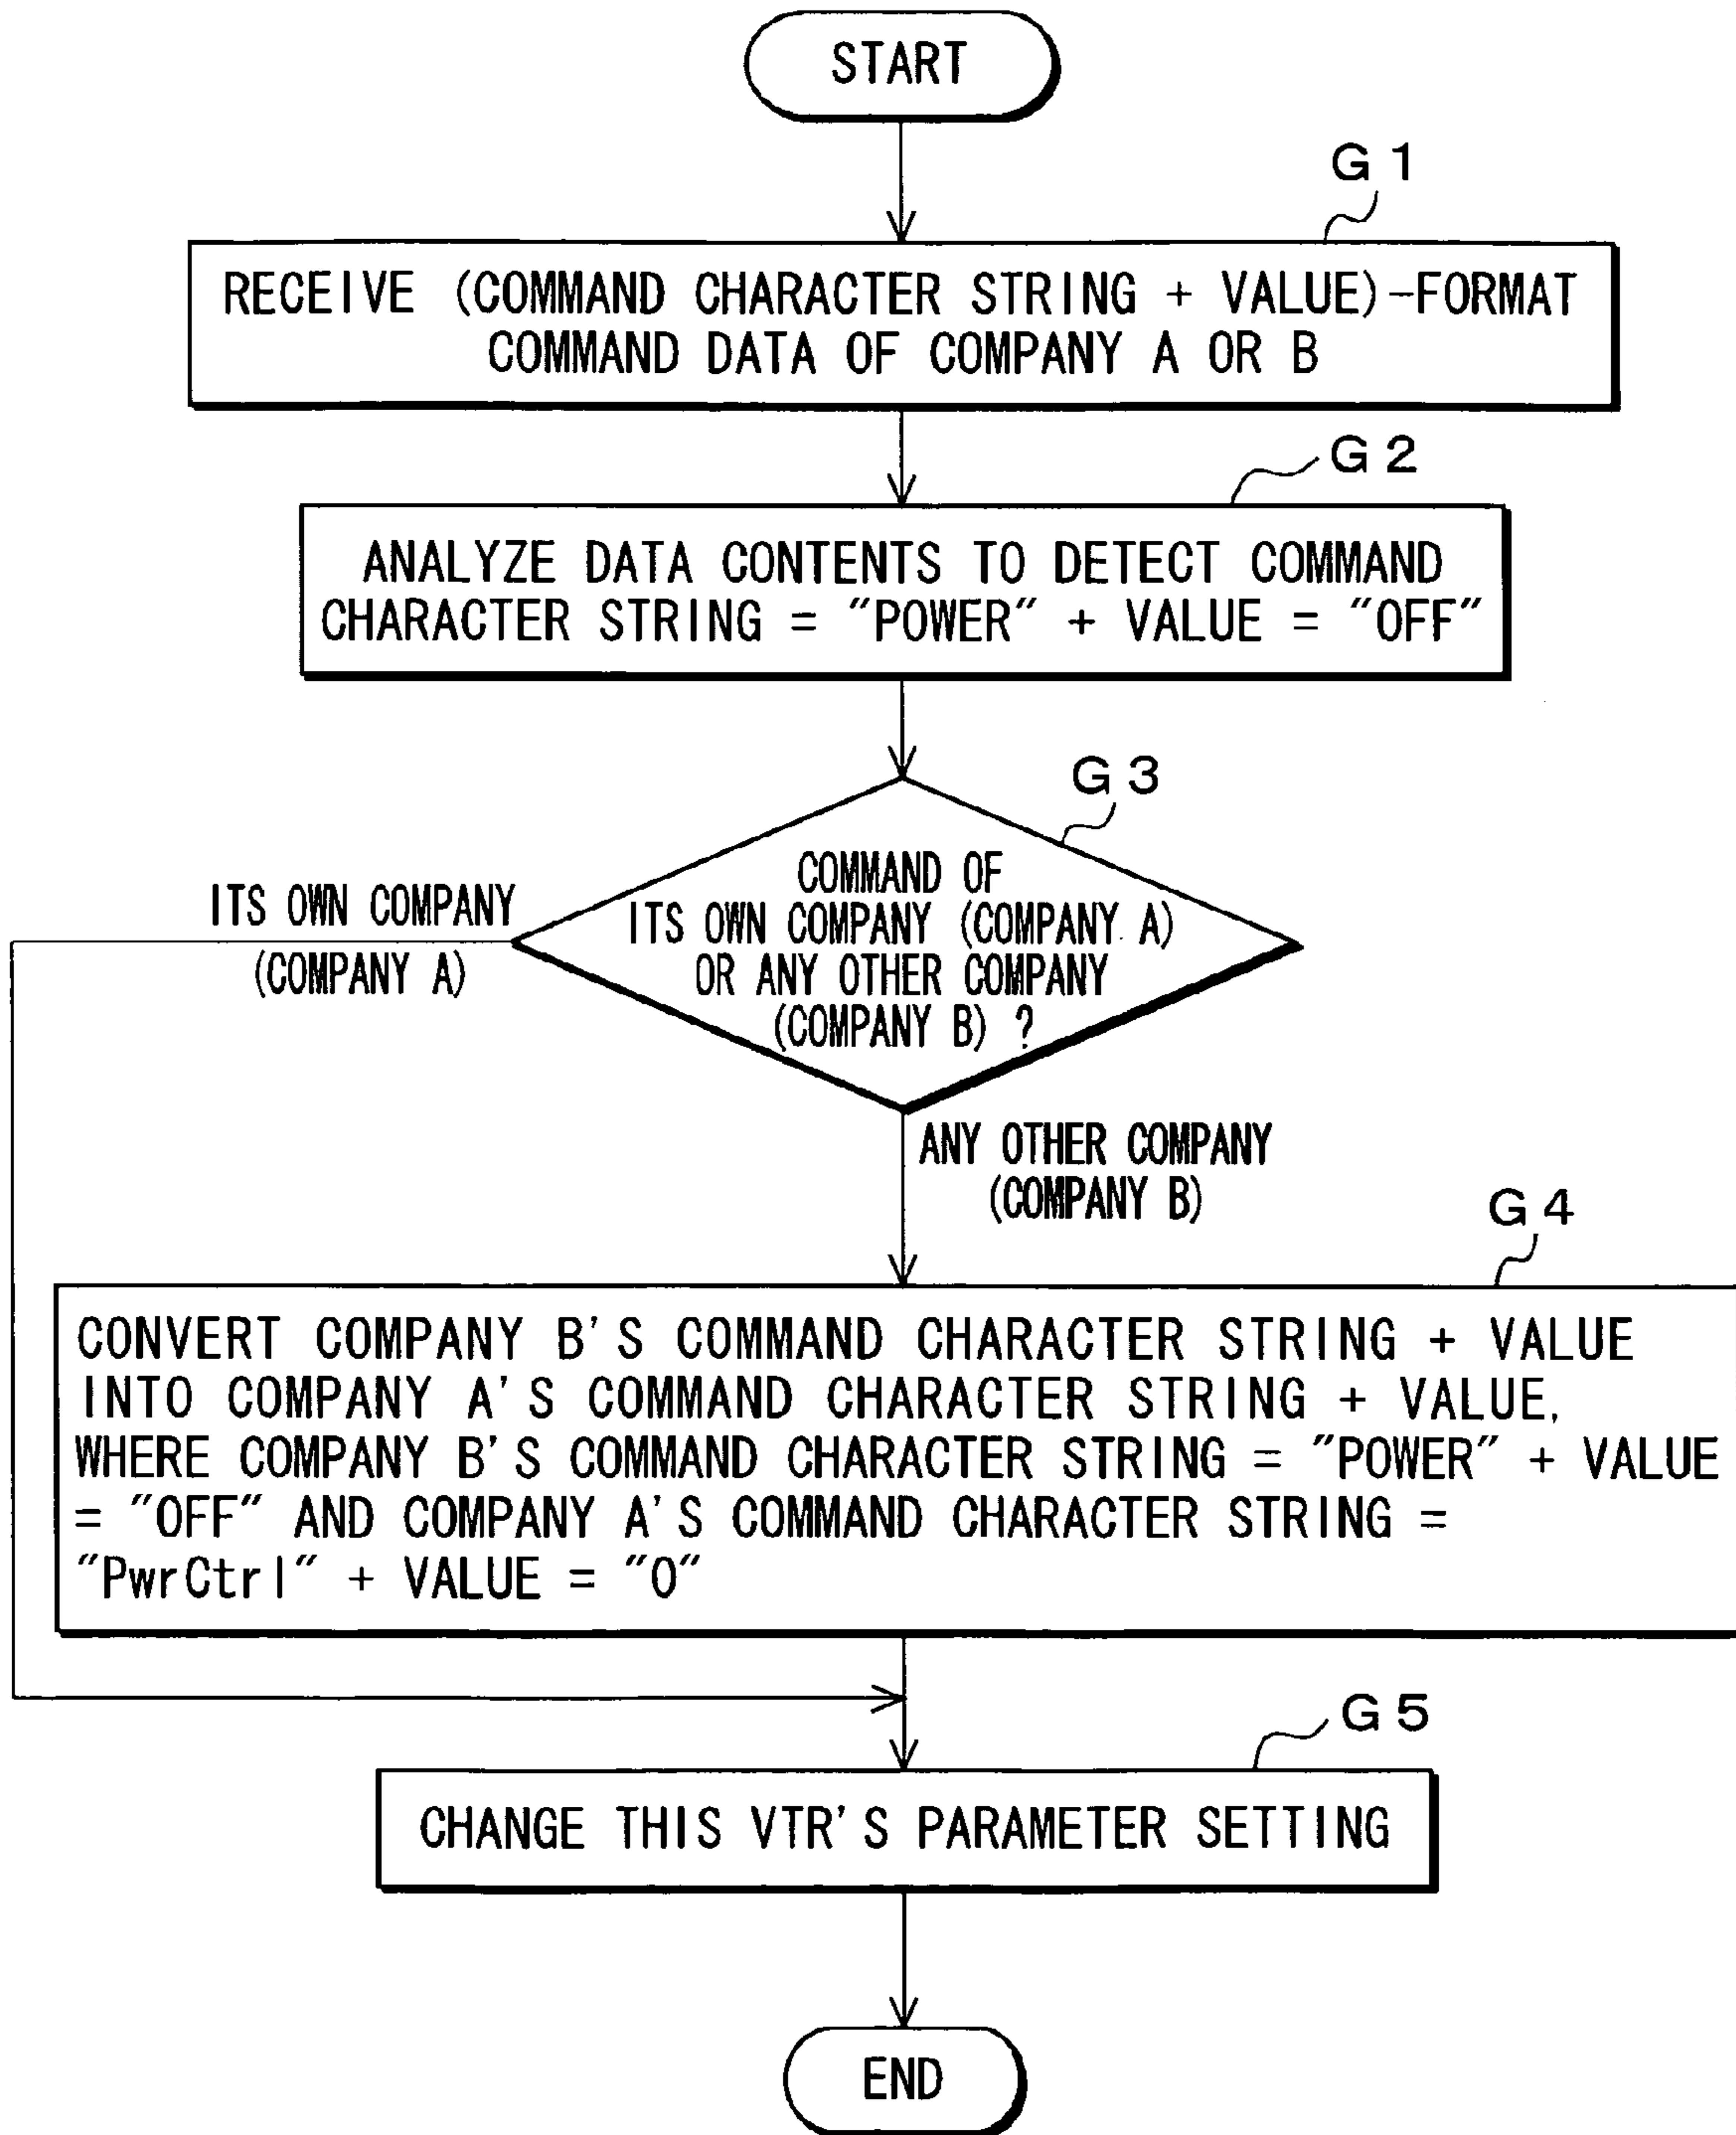 START
G1
RECEIVE (COMMAND CHARACTER STRING + VALUE)-FORMAT
COMMAND DATA OF COMPANY A OR B
G2
ANALYZE DATA CONTENTS TO DETECT COMMAND
CHARACTER STRING = "POWER" + VALUE = "OFF"
G3
COMMAND OF
ITS OWN COMPANY (COMPANY A)
OR ANY OTHER COMPANY
(COMPANY B) ?
ITS OWN COMPANY
(COMPANY A)
ANY OTHER COMPANY
(COMPANY B)
G4
CONVERT COMPANY B'S COMMAND CHARACTER STRING + VALUE
INTO COMPANY A'S COMMAND CHARACTER STRING + VALUE,
WHERE COMPANY B'S COMMAND CHARACTER STRING = "POWER" + VALUE
= "OFF" AND COMPANY A'S COMMAND CHARACTER STRING =
"PwrCtrl" + VALUE = "0"
G5
CHANGE THIS VTR'S PARAMETER SETTING
END